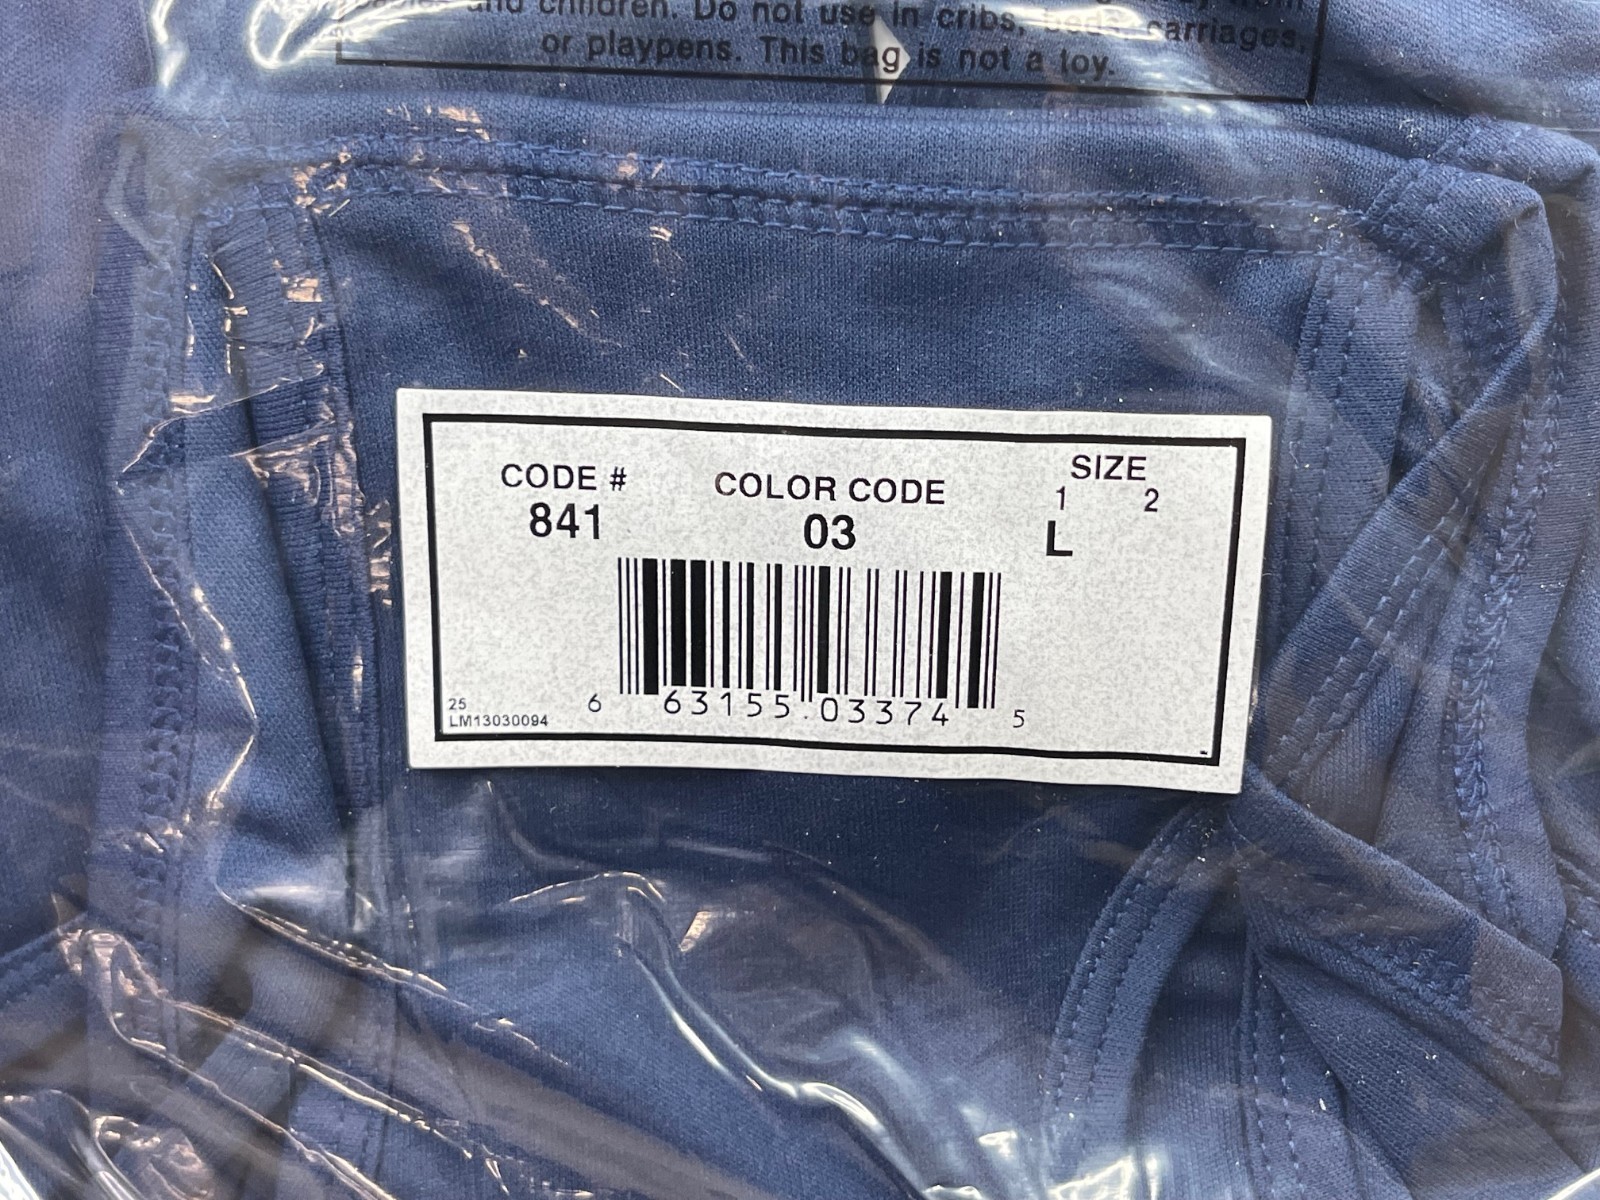 and children. Do not use in cribs, beds, carriages,
or playpens. This bag is not a toy.
CODE # COLOR CODE SIZE
1 2
841 03 L
25
LM13030094
6 63155 03374 5